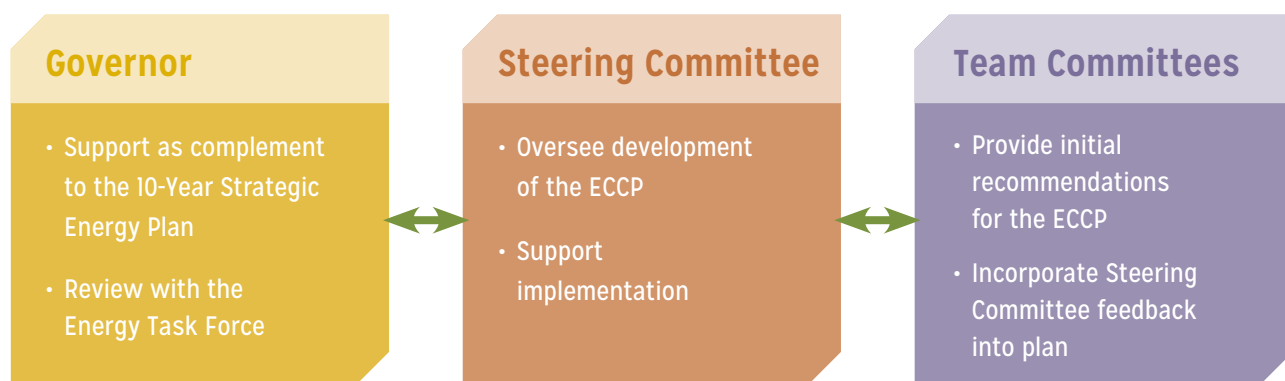 Governor
• Support as complement
to the 10-Year Strategic
Energy Plan
• Review with the
Energy Task Force
Steering Committee
• Oversee development
of the ECCP
• Support
implementation
Team Committees
• Provide initial
recommendations
for the ECCP
• Incorporate Steering
Committee feedback
into plan